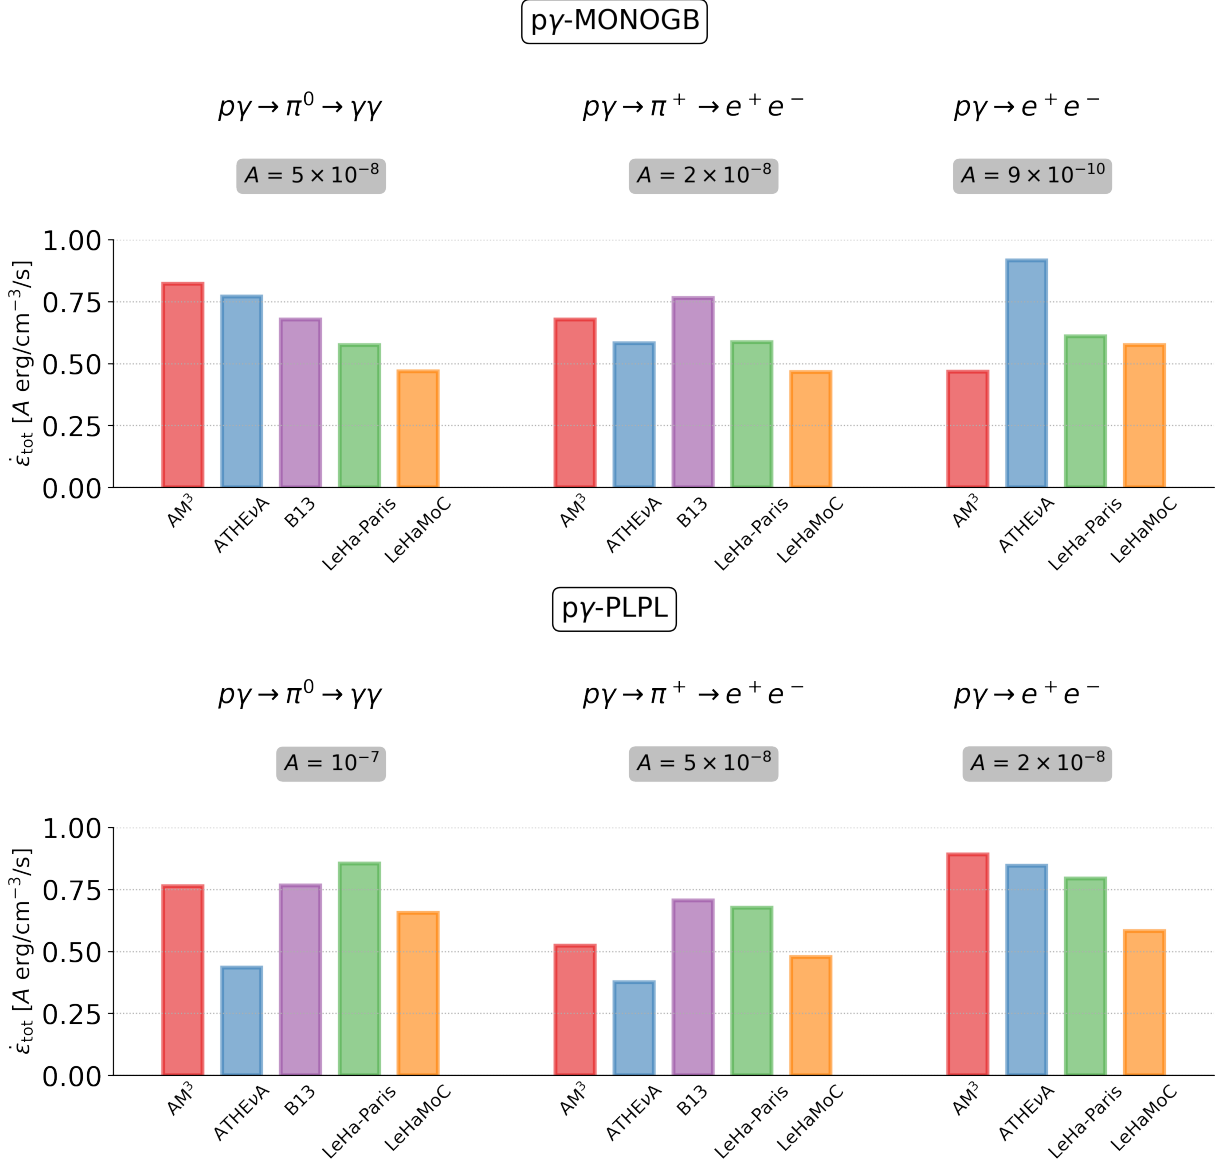 pγ-MONOGB
pγ → π⁰ → γγ
pγ → π⁺ → e⁺e⁻
pγ → e⁺e⁻
A = 5 × 10⁻⁸
A = 2 × 10⁻⁸
A = 9 × 10⁻¹⁰
ε̇tot [A erg/cm⁻³/s]
1.00
0.75
0.50
0.25
0.00
AM³
ATHEνA
B13
LeHa-Paris
LeHaMoC
AM³
ATHEνA
B13
LeHa-Paris
LeHaMoC
AM³
ATHEνA
LeHa-Paris
LeHaMoC
pγ-PLPL
pγ → π⁰ → γγ
pγ → π⁺ → e⁺e⁻
pγ → e⁺e⁻
A = 10⁻⁷
A = 5 × 10⁻⁸
A = 2 × 10⁻⁸
ε̇tot [A erg/cm⁻³/s]
1.00
0.75
0.50
0.25
0.00
AM³
ATHEνA
B13
LeHa-Paris
LeHaMoC
AM³
ATHEνA
B13
LeHa-Paris
LeHaMoC
AM³
ATHEνA
LeHa-Paris
LeHaMoC